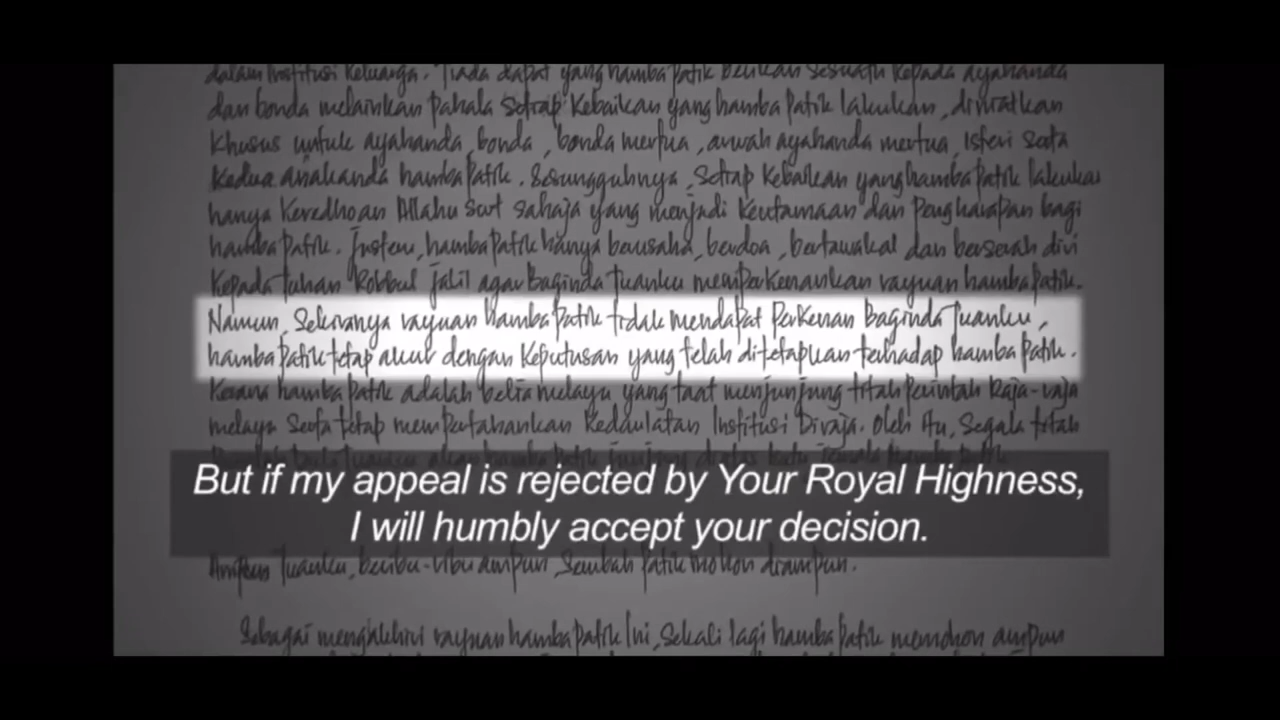 dalam Institusi Keluarga. Tiada dapat yang hamba Patik berikan sesuatu kepada ayahanda
dan bonda melainkan Pahala Setiap Kebaikan yang hamba Patik lakukan, diniatkan
Khusus untuk ayahanda, bonda, bonda mertua, arwah ayahanda mertua, Isteri Serta
Kedua anakanda hamba Patik. Sesungguhnya, Setiap Kebaikan yang hamba Patik lakukan
hanya Keredhoan Allahu Swt Sahaja yang menjadi Keutamaan dan Pengharapan bagi
hamba Patik. Justeru, hamba Patik hanya berusaha, berdoa, bertawakal dan berserah diri
Kepada Tuhan Robbul Jalil agar Baginda Tuanku memperkenankan rayuan hamba Patik.
Namun, Sekiranya rayuan hamba Patik tidak mendapat Perkenan Baginda Tuanku,
hamba Patik tetap akur dengan Keputusan yang telah ditetapkan terhadap hamba Patik.
Kerana hamba Patik adalah belia melayu yang taat menjunjung titah Perintah Raja-raja
melayu Serta tetap mempertahankan Kedaulatan Institusi Diraja. Oleh Itu, Segala titah
But if my appeal is rejected by Your Royal Highness,
I will humbly accept your decision.
Ampun Tuanku, beribu-ribu ampun, Sembah Patik mohon diampun.
Sebagai mengakhiri rayuan hamba Patik Ini, Sekali lagi hamba Patik memohon ampun